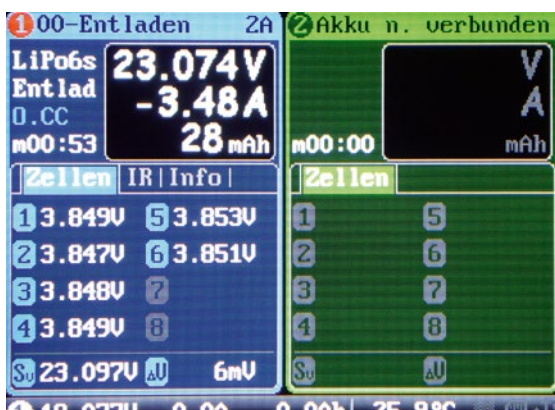 1 00-Entladen 2A
LiPo6s 23.074V
Entlad -3.48A
O.CC
m00:53 28 mAh
Zellen IR|Info|
1 3.849V 5 3.853V
2 3.847V 6 3.851V
3 3.848V 7
4 3.849V 8
Su 23.097V ΔU 6mV
2 Akku n. verbunden
V
A
m00:00 mAh
Zellen
1 5
2 6
3 7
4 8
Su ΔU